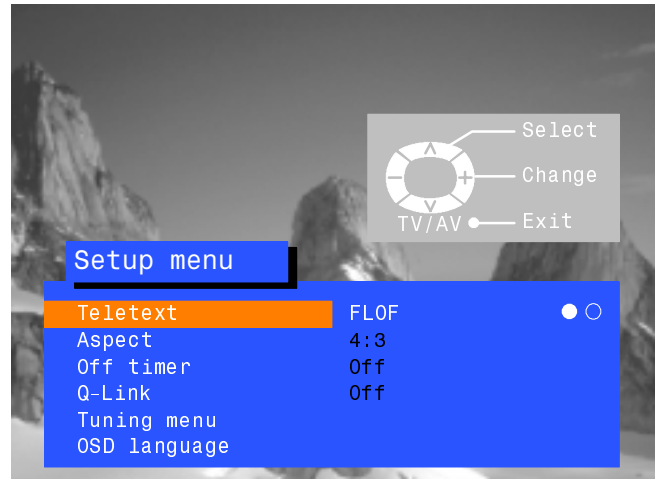 Select
Change
TV/AV Exit
Setup menu
Teletext FLOF
Aspect 4:3
Off timer Off
Q-Link Off
Tuning menu
OSD language